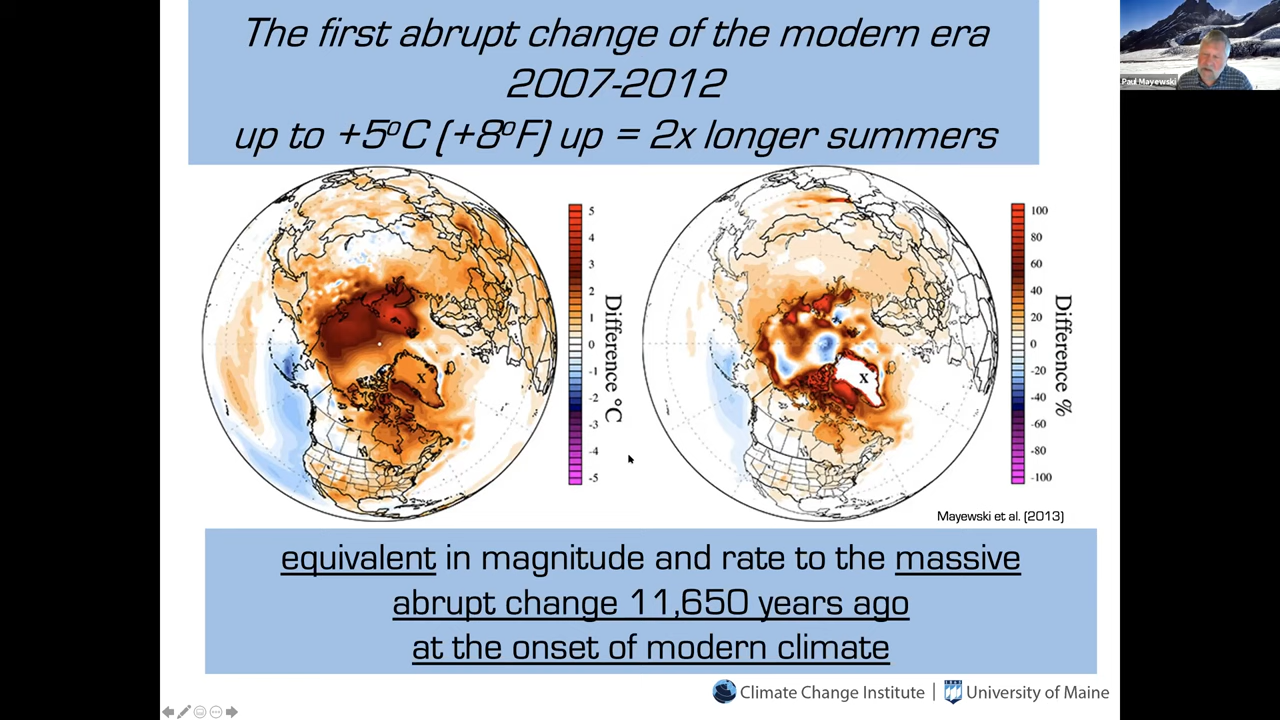 The first abrupt change of the modern era
2007-2012
up to +5ºC (+8ºF) up = 2x longer summers
Paul Mayewski
5
4
3
2
1
0
-1
-2
-3
-4
-5
Difference °C
X
100
80
60
40
20
0
-20
-40
-60
-80
-100
Difference %
X
Mayewski et al. (2013)
equivalent in magnitude and rate to the massive
abrupt change 11,650 years ago
at the onset of modern climate
Climate Change Institute | University of Maine